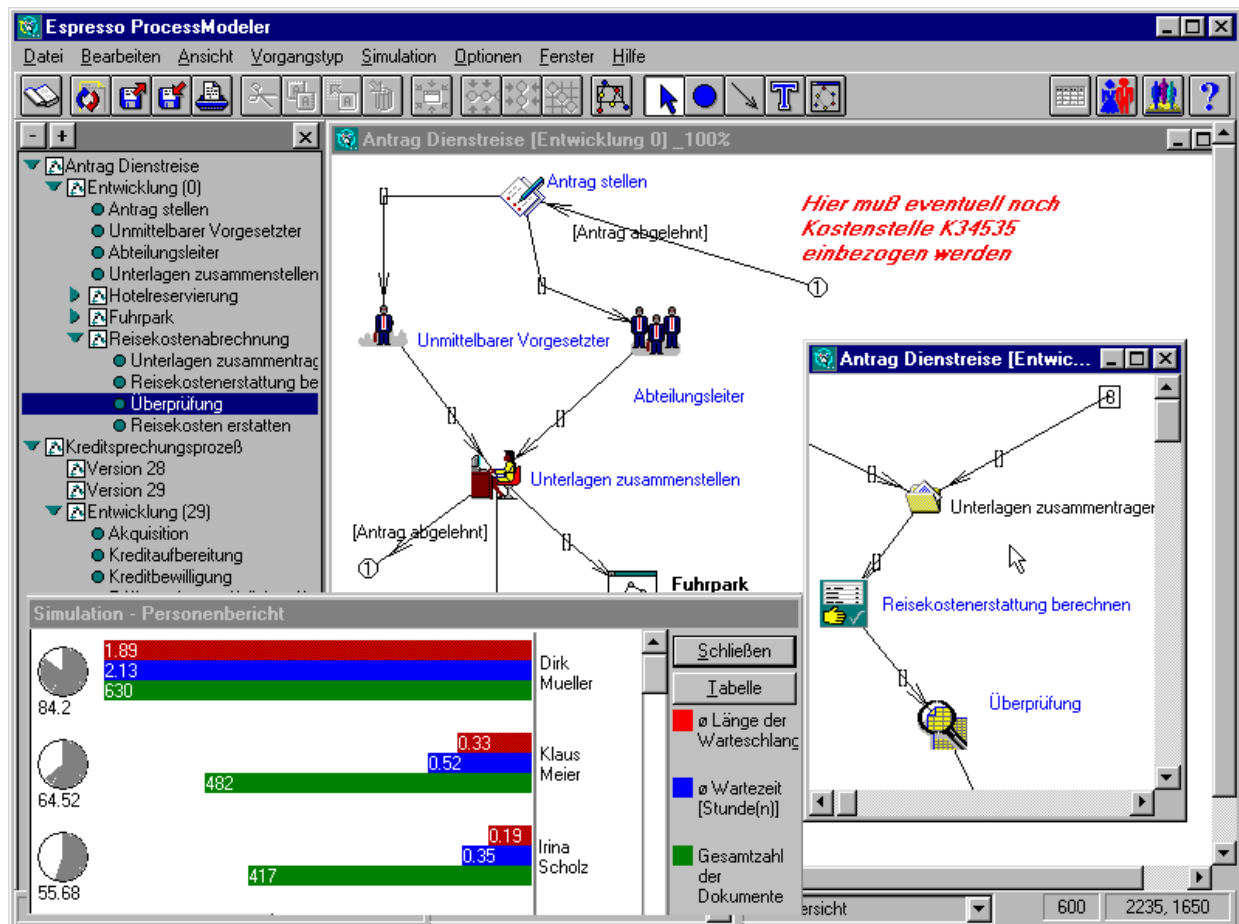 Espresso ProcessModeler
Datei Bearbeiten Ansicht Vorgangstyp Simulation Optionen Fenster Hilfe
- +
Antrag Dienstreise
Entwicklung (0)
Antrag stellen
Unmittelbarer Vorgesetzter
Abteilungsleiter
Unterlagen zusammenstellen
Hotelreservierung
Fuhrpark
Reisekostenabrechnung
Unterlagen zusammentrag
Reisekostenerstattung be
Überprüfung
Reisekosten erstatten
Kreditsprechungsprozeß
Version 28
Version 29
Entwicklung (29)
Akquisition
Kreditaufbereitung
Kreditbewilligung
Antrag Dienstreise [Entwicklung 0] _100%
Antrag stellen
[]
[Antrag abgelehnt]
Hier muß eventuell noch
Kostenstelle K34535
einbezogen werden
[]
1
Unmittelbarer Vorgesetzter
Abteilungsleiter
[]
[]
Unterlagen zusammenstellen
[Antrag abgelehnt]
[]
1
Fuhrpark
Antrag Dienstreise [Entwic...
8
[]
[]
Unterlagen zusammentragen
[]
Reisekostenerstattung berechnen
[]
Überprüfung
Simulation - Personenbericht
84.2
1.89
2.13
630
Dirk
Mueller
64.52
0.33
0.52
482
Klaus
Meier
55.68
0.19
0.35
417
Irina
Scholz
Schließen
Tabelle
ø Länge der
Warteschlang
ø Wartezeit
[Stunde(n)]
Gesamtzahl
der
Dokumente
ersicht
600
2235, 1650